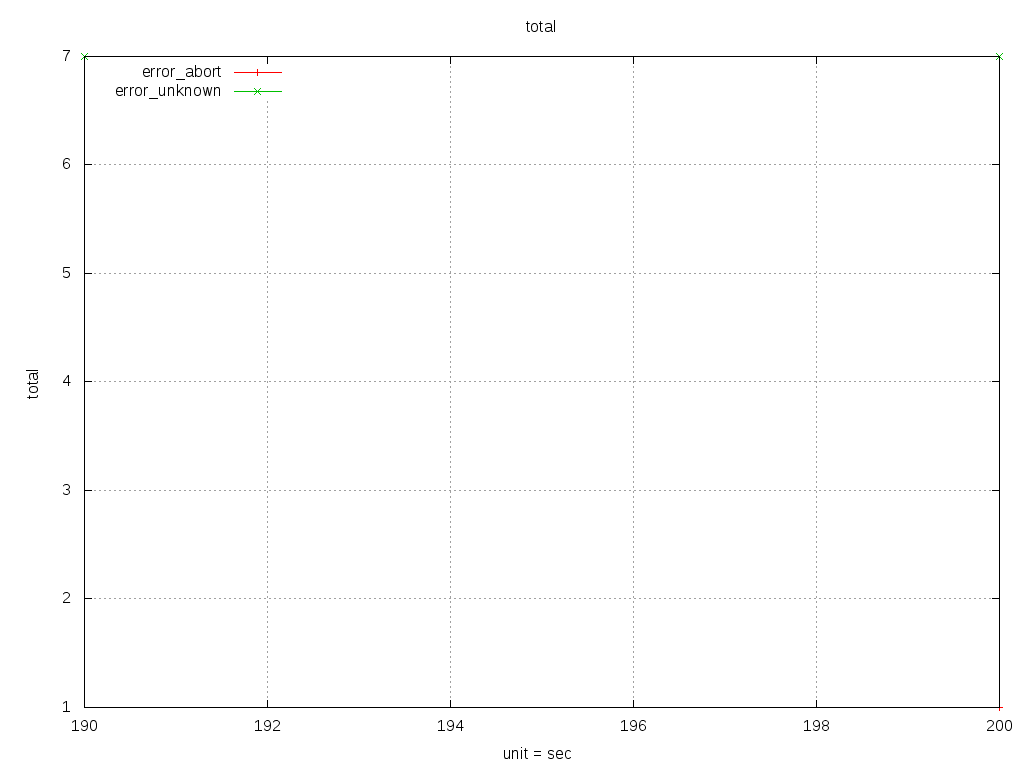 total
7
error_abort
error_unknown
6
5
4
total
3
2
1
190 192 194 196 198 200
unit = sec